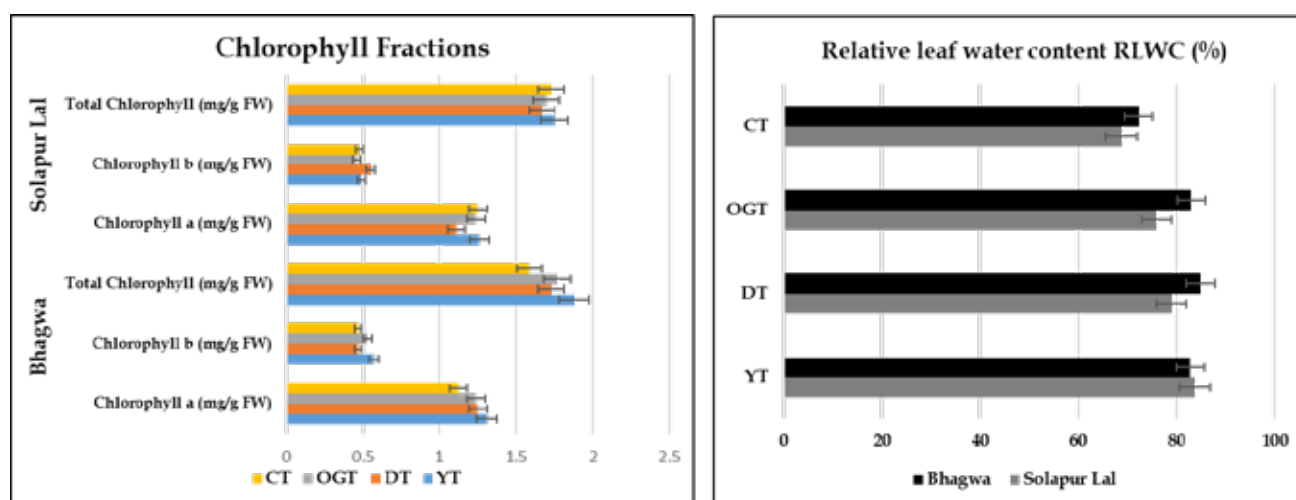 Chlorophyll Fractions
Solapur Lal
Total Chlorophyll (mg/g FW)
Chlorophyll b (mg/g FW)
Chlorophyll a (mg/g FW)
Bhagwa
Total Chlorophyll (mg/g FW)
Chlorophyll b (mg/g FW)
Chlorophyll a (mg/g FW)
0 0.5 1 1.5 2 2.5
CT OGT DT YT
Relative leaf water content RLWC (%)
CT
OGT
DT
YT
0 20 40 60 80 100
Bhagwa Solapur Lal